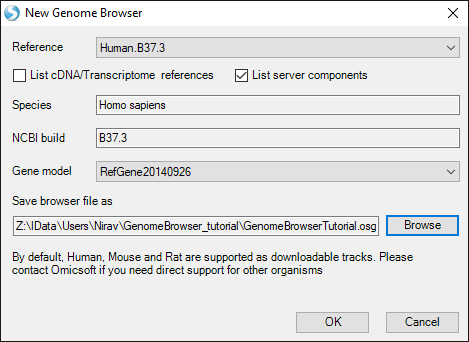 New Genome Browser
Reference Human.B37.3
List cDNA/Transcriptome references List server components
Species Homo sapiens
NCBI build B37.3
Gene model RefGene20140926
Save browser file as
Z:\IData\Users\Nirav\GenomeBrowser_tutorial\GenomeBrowserTutorial.osg Browse
By default, Human, Mouse and Rat are supported as downloadable tracks. Please
contact Omicsoft if you need direct support for other organisms
OK Cancel